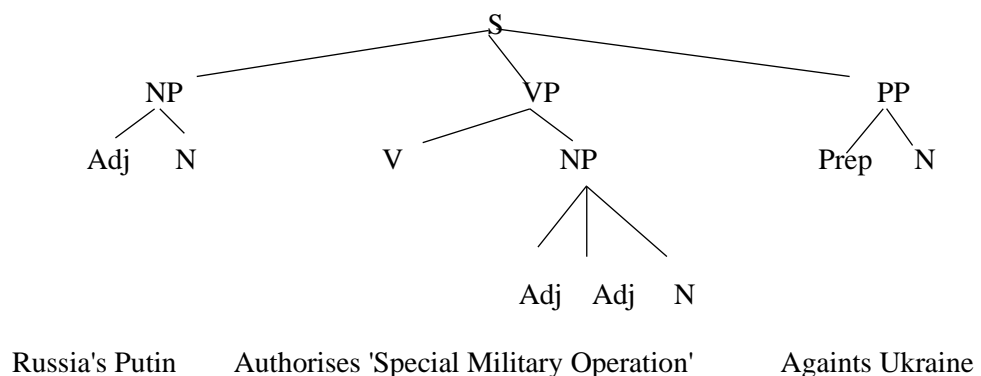 S
NP VP PP
Adj N V NP Prep N
Adj Adj N
Russia's Putin Authorises 'Special Military Operation' Againts Ukraine